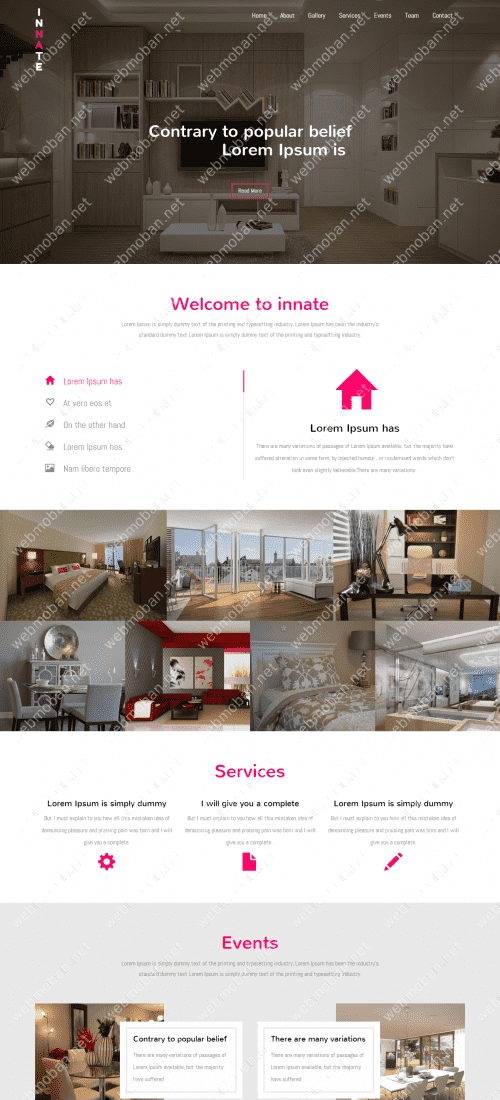 INNATE
Home About Gallery Services Events Team Contact
Contrary to popular belief
Lorem Ipsum is
Read More
Welcome to innate
Lorem Ipsum is simply dummy text of the printing and typesetting industry. Lorem Ipsum has been the industry's
standard dummy text Lorem Ipsum is simply dummy text of the printing and typesetting industry.
Lorem Ipsum has
At vero eos et
On the other hand
Lorem Ipsum has
Nam libero tempore
Lorem Ipsum has
There are many variations of passages of Lorem Ipsum available, but the majority have
suffered alteration in some form, by injected humour , or randomised words which don't
look even slightly believable.There are many variations
Services
Lorem Ipsum is simply dummy
But I must explain to you how all this mistaken idea of
denouncing pleasure and praising pain was born and I will
give you a complete.
I will give you a complete
But I must explain to you how all this mistaken idea of
denouncing pleasure and praising pain was born and I will
give you a complete.
Lorem Ipsum is simply dummy
But I must explain to you how all this mistaken idea of
denouncing pleasure and praising pain was born and I will
give you a complete.
Events
Lorem Ipsum is simply dummy text of the printing and typesetting industry. Lorem Ipsum has been the industry's
standard dummy text Lorem Ipsum is simply dummy text of the printing and typesetting industry.
Contrary to popular belief
There are many variations of passages of
Lorem Ipsum available, but the majority
have suffered
There are many variations
There are many variations of passages of
Lorem Ipsum available, but the majority
have suffered
webmoban.net